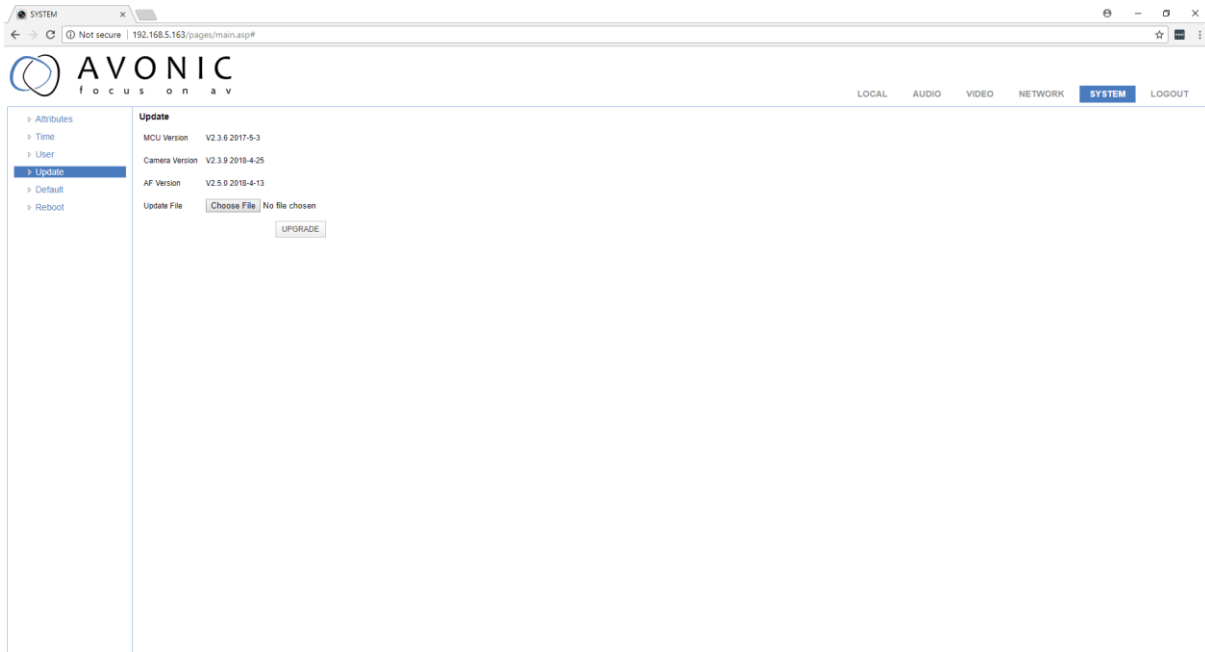 SYSTEM
Not secure 192.168.5.163/pages/main.asp#
AVONIC
focus on av
LOCAL AUDIO VIDEO NETWORK SYSTEM LOGOUT
Attributes
Time
User
Update
Default
Reboot
Update
MCU Version V2.3.6 2017-5-3
Camera Version V2.3.9 2018-4-25
AF Version V2.5.0 2018-4-13
Update File Choose File No file chosen
UPGRADE